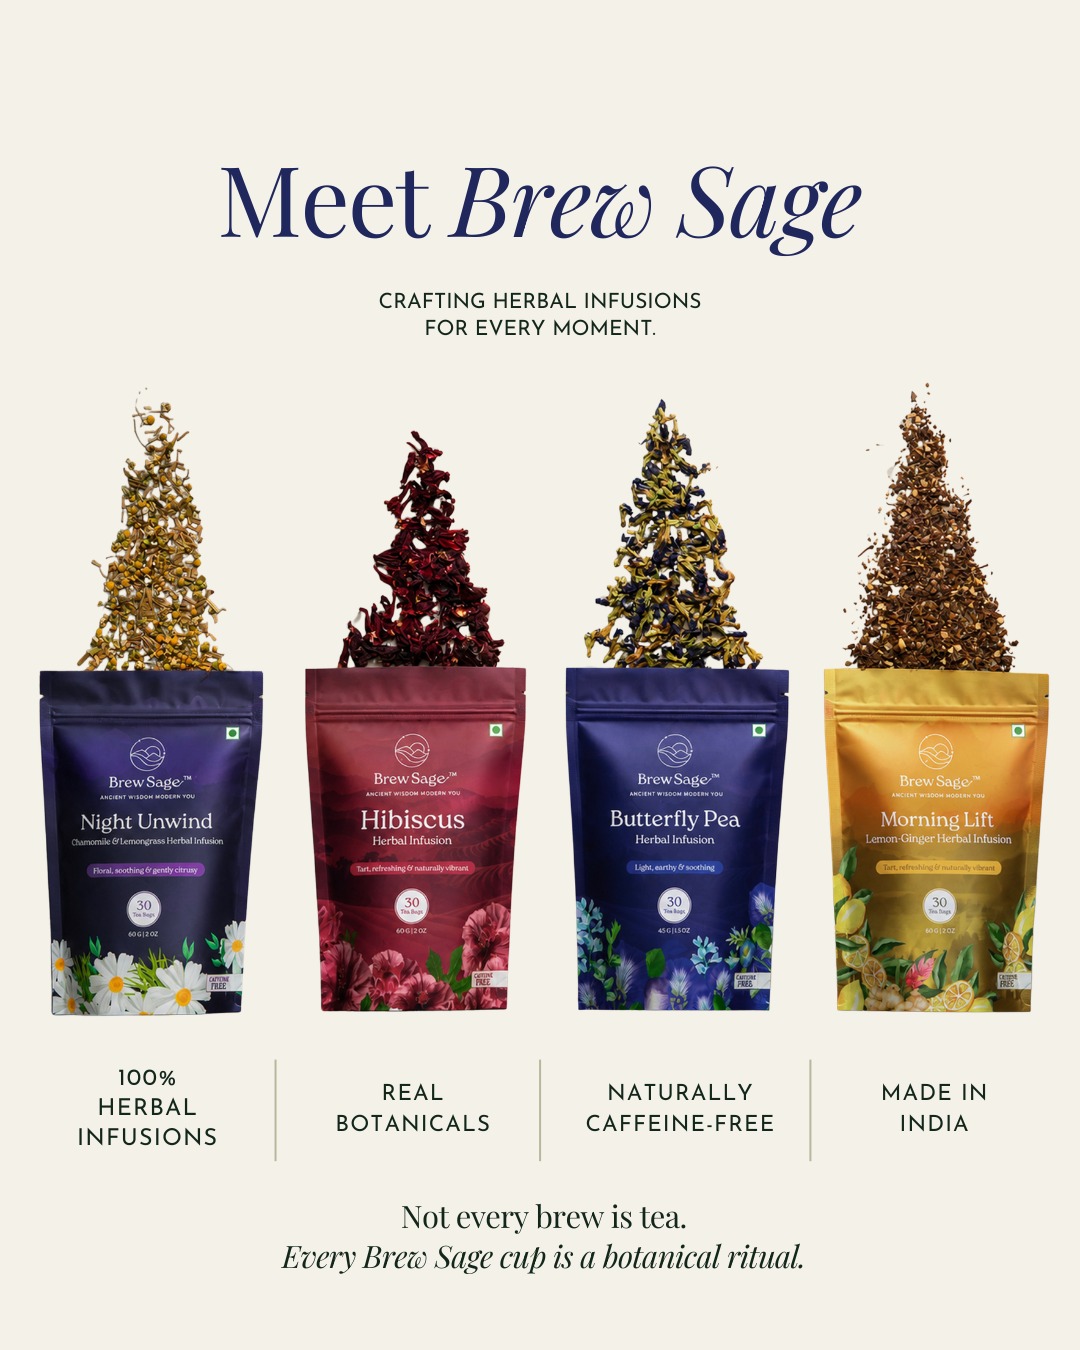 Meet Brew Sage
CRAFTING HERBAL INFUSIONS
FOR EVERY MOMENT.
Brew Sage™
ANCIENT WISDOM MODERN YOU
Night Unwind
Chamomile & Lemongrass Herbal Infusion
Floral, soothing & gently citrusy
30
Tea Bags
60 G | 2 OZ
CAFFEINE
FREE
Brew Sage™
ANCIENT WISDOM MODERN YOU
Hibiscus
Herbal Infusion
Tart, refreshing & naturally vibrant
30
Tea Bags
60 G | 2 OZ
CAFFEINE
FREE
Brew Sage™
ANCIENT WISDOM MODERN YOU
Butterfly Pea
Herbal Infusion
Light, earthy & soothing
30
Tea Bags
45 G | 1.5 OZ
CAFFEINE
FREE
Brew Sage™
ANCIENT WISDOM MODERN YOU
Morning Lift
Lemon-Ginger Herbal Infusion
Tart, refreshing & naturally vibrant
30
Tea Bags
60 G | 2 OZ
CAFFEINE
FREE
100%
HERBAL
INFUSIONS
REAL
BOTANICALS
NATURALLY
CAFFEINE-FREE
MADE IN
INDIA
Not every brew is tea.
Every Brew Sage cup is a botanical ritual.